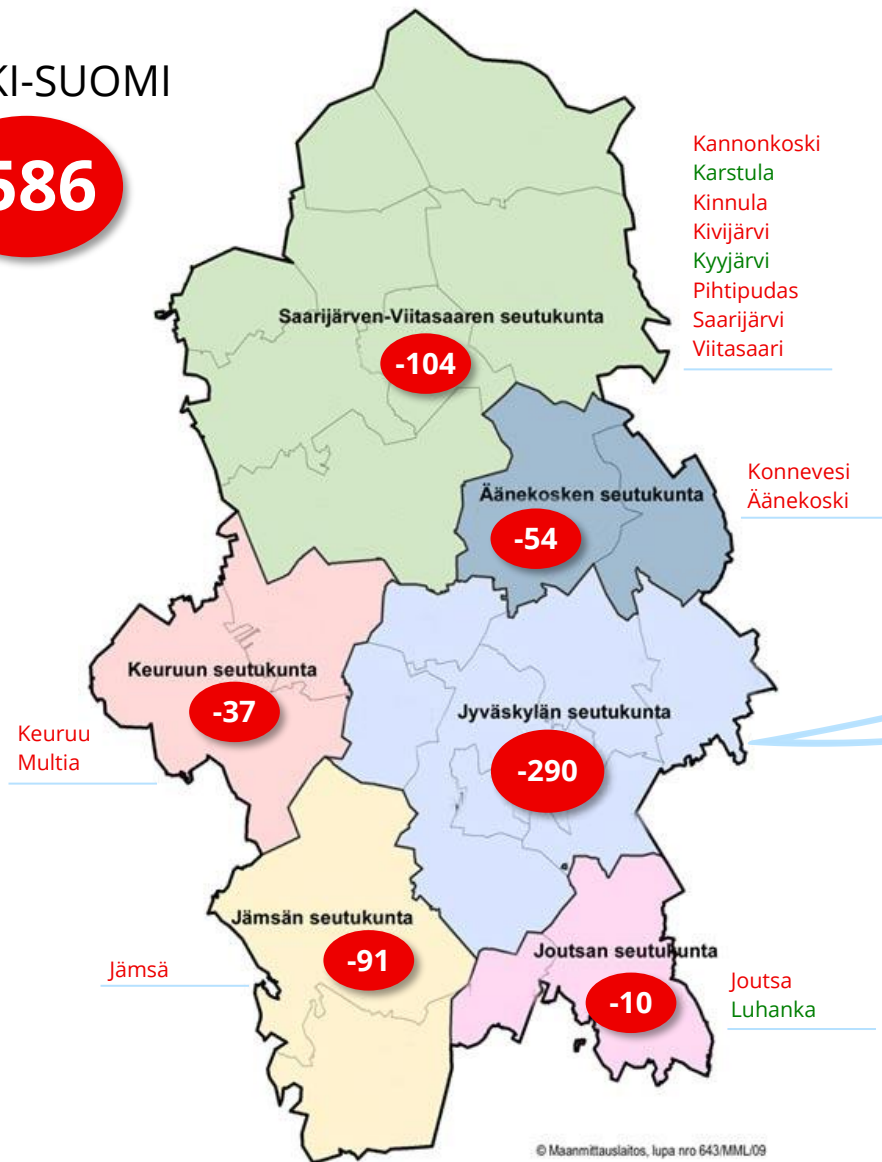 KI-SUOMI
586
Kannonkoski
Karstula
Kinnula
Kivijärvi
Kyyjärvi
Pihtipudas
Saarijärvi
Viitasaari
Saarijärven-Viitasaaren seutukunta
-104
Konnevesi
Äänekoski
Äänekosken seutukunta
-54
Keuruun seutukunta
-37
Keuruu
Multia
Jyväskylän seutukunta
-290
Jämsän seutukunta
-91
Jämsä
Joutsan seutukunta
-10
Joutsa
Luhanka
© Maanmittauslaitos, lupa nro 643/MML/09